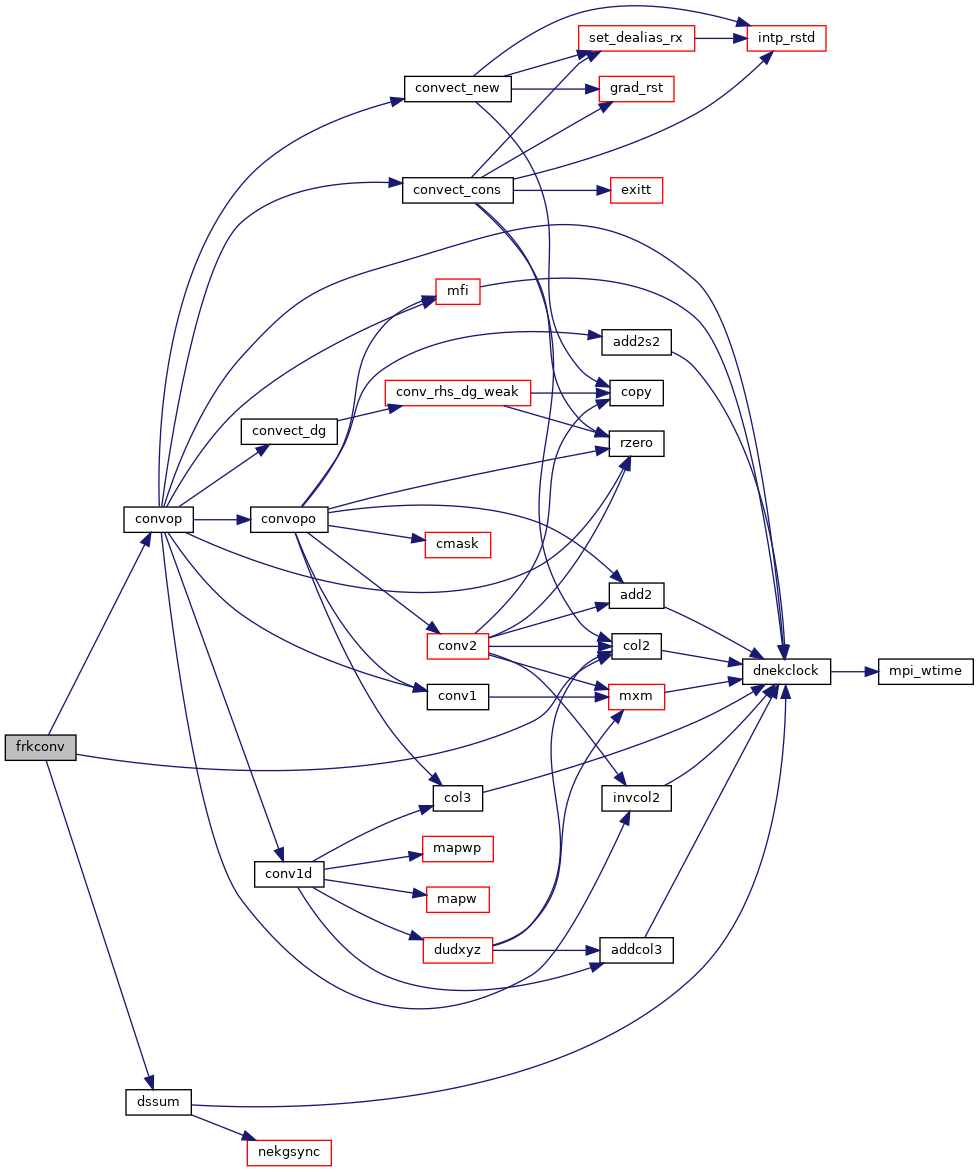 set_dealias_rx
intp_rstd
convect_new
grad_rst
convect_cons
exitt
mfi
add2s2
conv_rhs_dg_weak
copy
convect_dg
rzero
convop
convopo
cmask
add2
conv2
col2
dnekclock
mpi_wtime
conv1
mxm
frkconv
col3
invcol2
mapwp
conv1d
mapw
dudxyz
addcol3
dssum
nekgsync